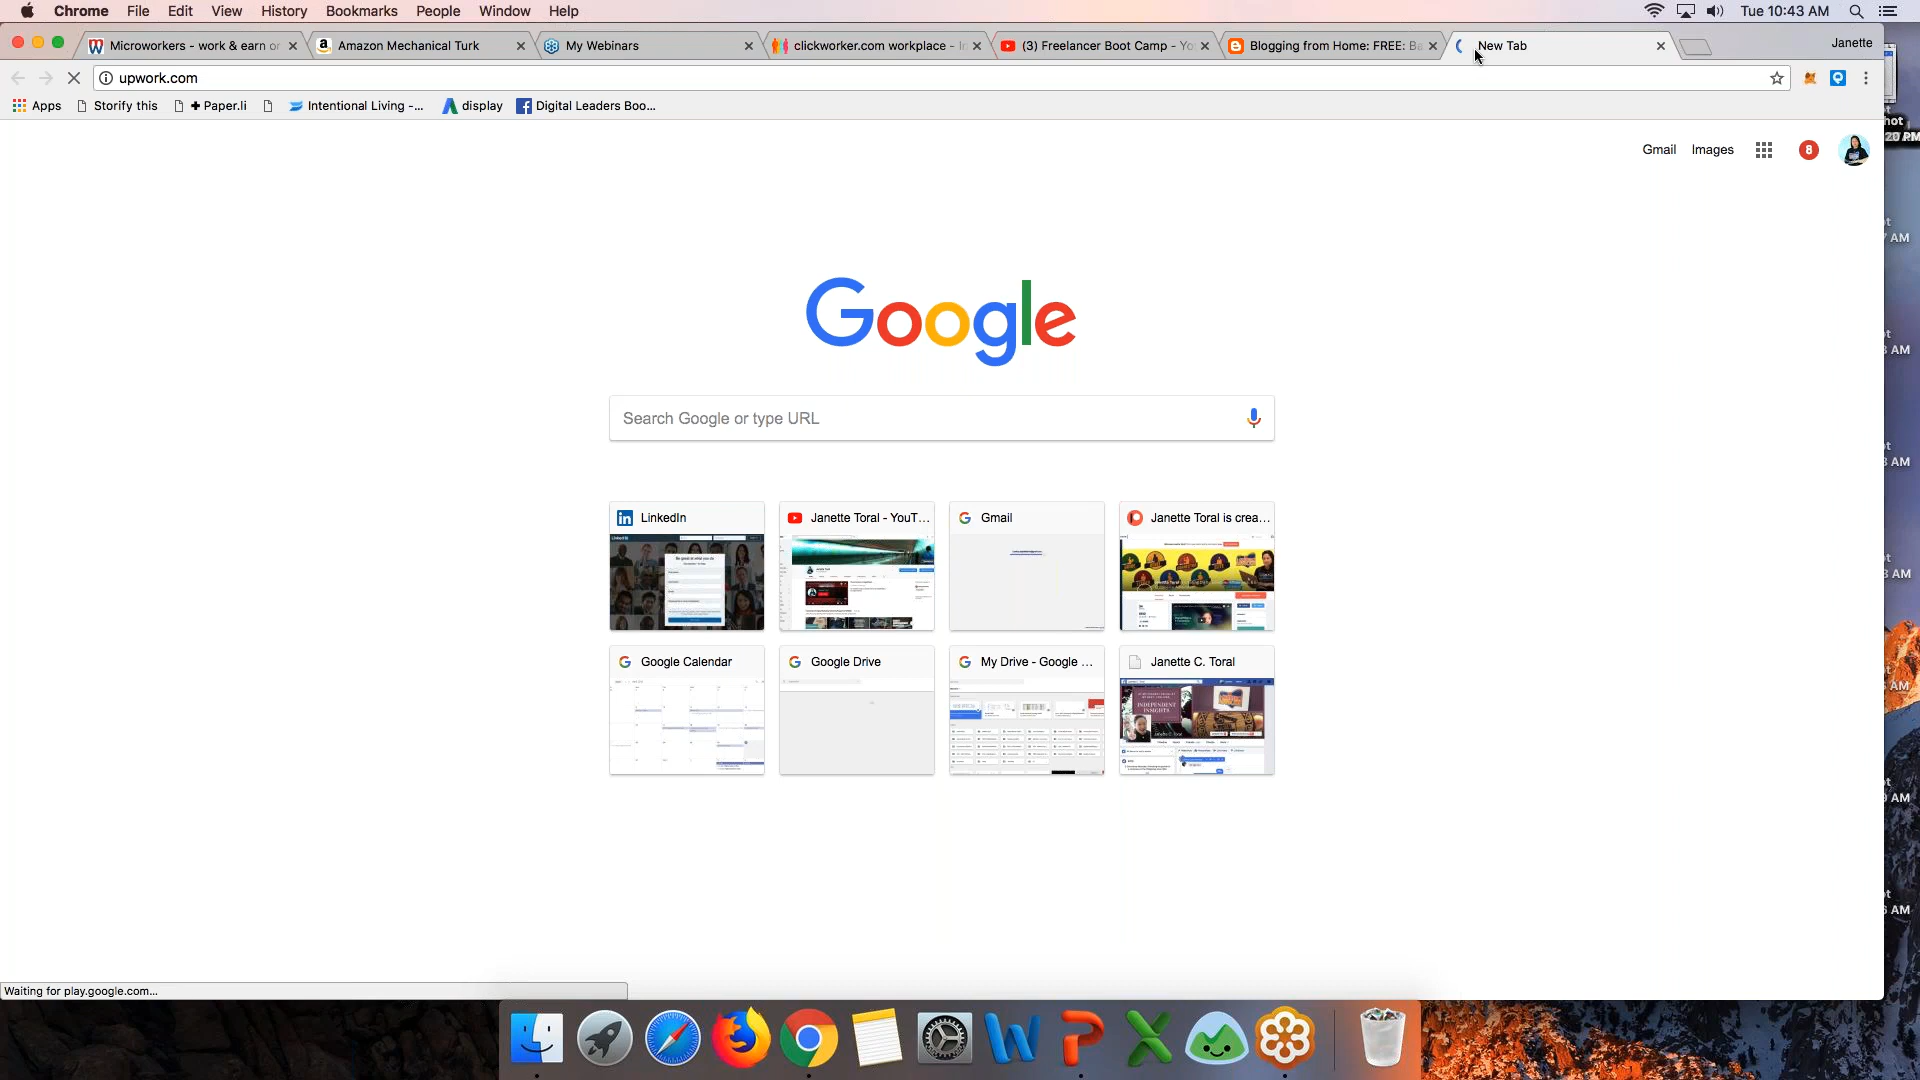 Chrome File Edit View History Bookmarks People Window Help Tue 10:43 AM
Microworkers - work & earn or Amazon Mechanical Turk My Webinars clickworker.com workplace - (3) Freelancer Boot Camp - Yo Blogging from Home: FREE: Ba New Tab Janette
upwork.com
Apps Storify this + Paper.li Intentional Living -... display Digital Leaders Boo...
Gmail Images 8
Google
Search Google or type URL
LinkedIn Janette Toral - YouT... Gmail Janette Toral is crea...
Google Calendar Google Drive My Drive - Google ... Janette C. Toral
INDEPENDENT
INSIGHTS
Waiting for play.google.com...